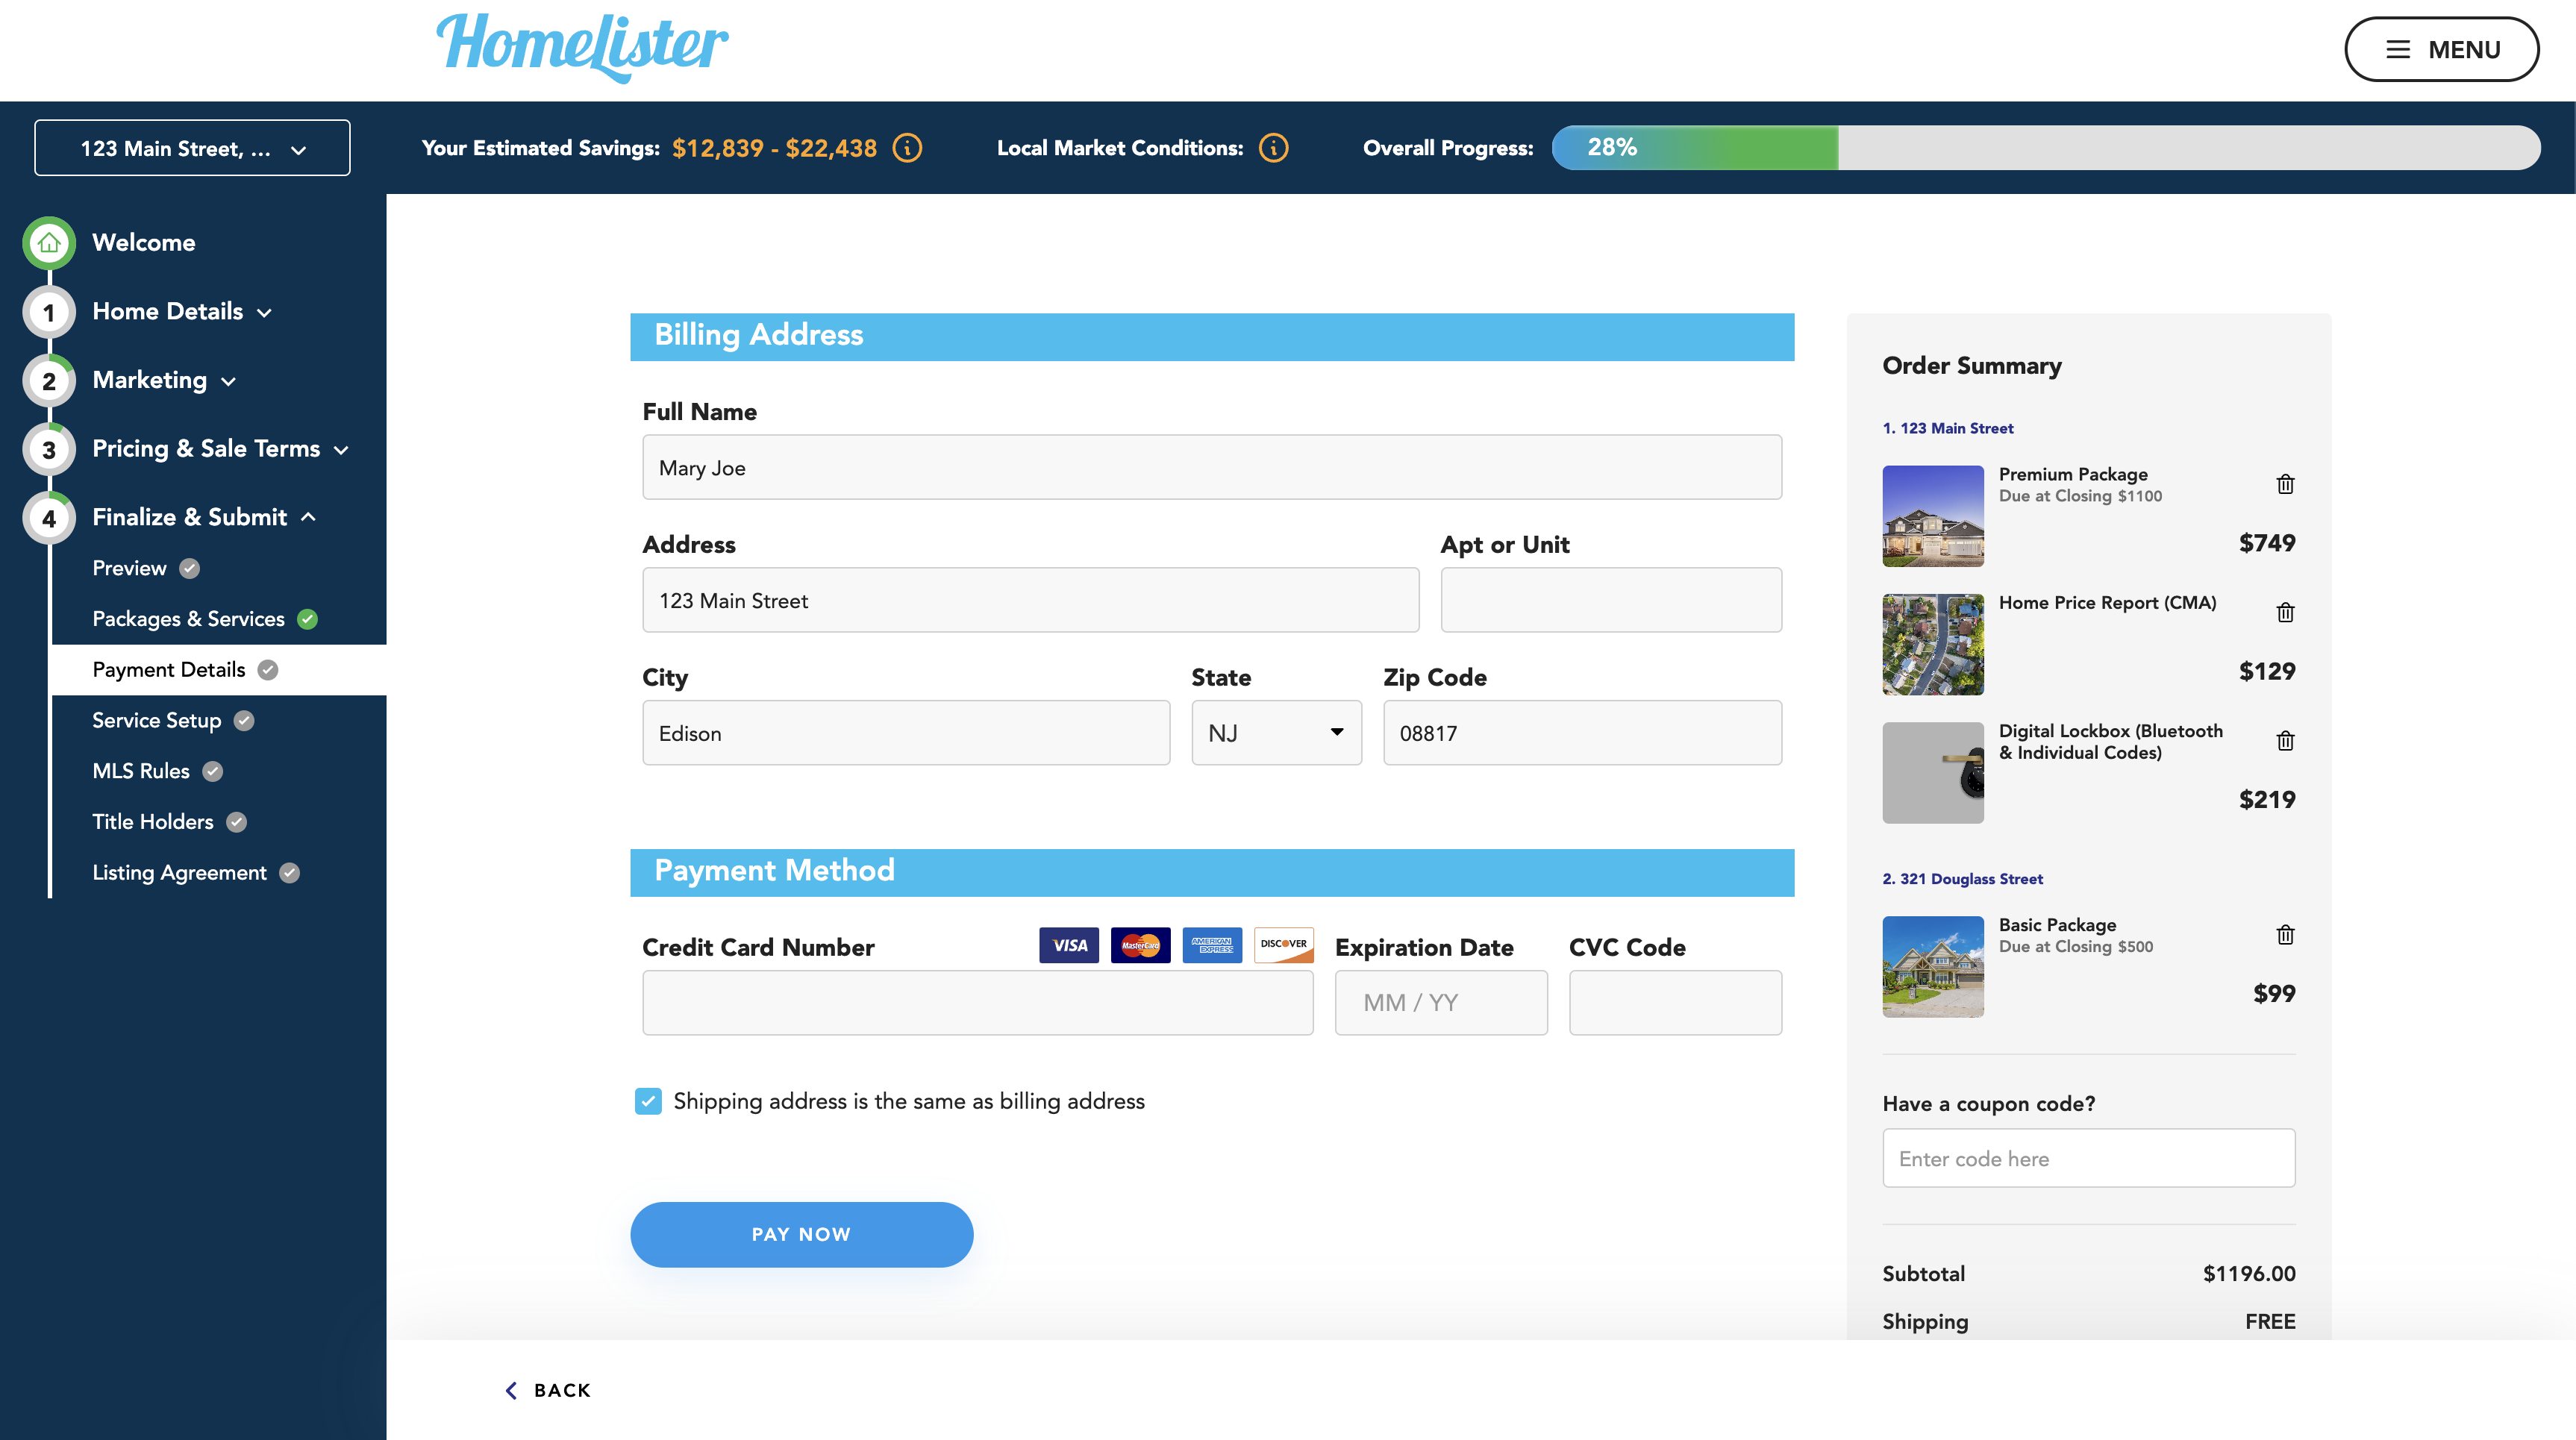 HomeLister
MENU
123 Main Street, ...
Your Estimated Savings: $12,839 - $22,438
Local Market Conditions:
Overall Progress:
28%
Welcome
1 Home Details
2 Marketing
3 Pricing & Sale Terms
4 Finalize & Submit
Preview
Packages & Services
Payment Details
Service Setup
MLS Rules
Title Holders
Listing Agreement
Billing Address
Full Name
Mary Joe
Address
Apt or Unit
123 Main Street
City
State
Zip Code
Edison
NJ
08817
Payment Method
Credit Card Number
VISA
MasterCard
AMERICAN EXPRESS
DISCOVER
Expiration Date
CVC Code
MM / YY
Shipping address is the same as billing address
PAY NOW
BACK
Order Summary
1. 123 Main Street
Premium Package
Due at Closing $1100
$749
Home Price Report (CMA)
$129
Digital Lockbox (Bluetooth
& Individual Codes)
$219
2. 321 Douglass Street
Basic Package
Due at Closing $500
$99
Have a coupon code?
Enter code here
Subtotal $1196.00
Shipping FREE